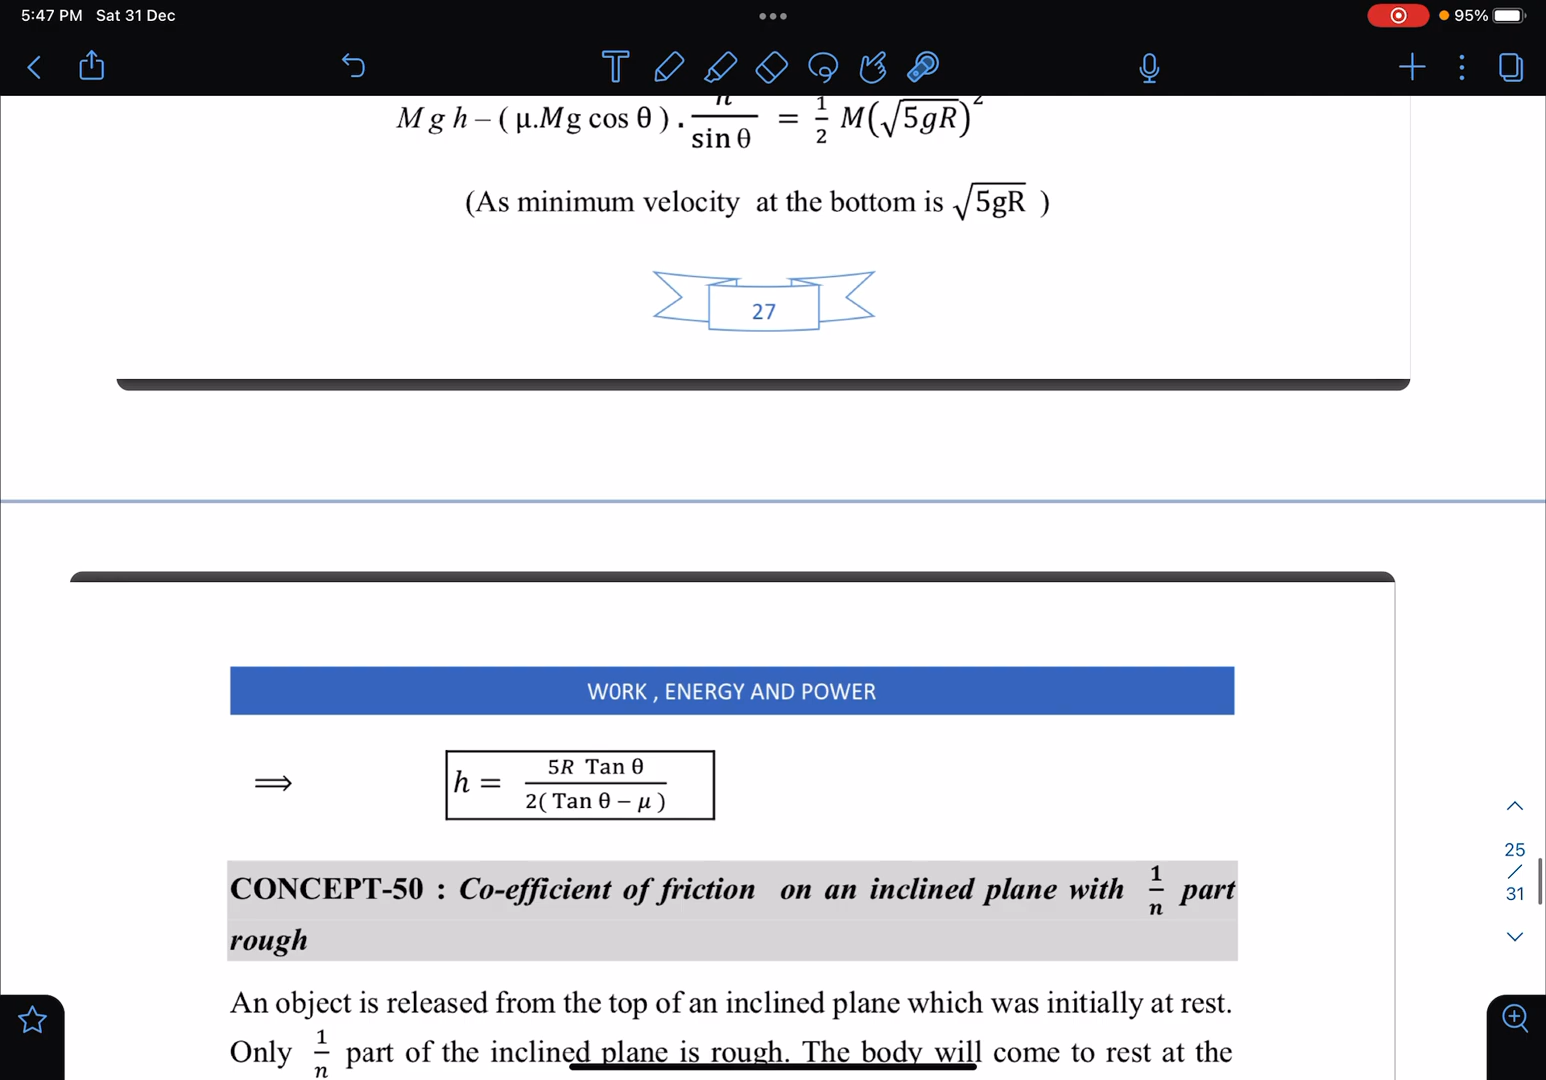 5:47 PM Sat 31 Dec
95%
M g h – ( μ.Mg cos θ ) . h/sin θ = 1/2 M(√5gR)²
(As minimum velocity at the bottom is √5gR )
27
W0RK , ENERGY AND POWER
⟹ h = 5R Tan θ / 2( Tan θ – μ )
25 / 31
CONCEPT-50 : Co-efficient of friction on an inclined plane with 1/n part
rough
An object is released from the top of an inclined plane which was initially at rest.
Only 1/n part of the inclined plane is rough. The body will come to rest at the